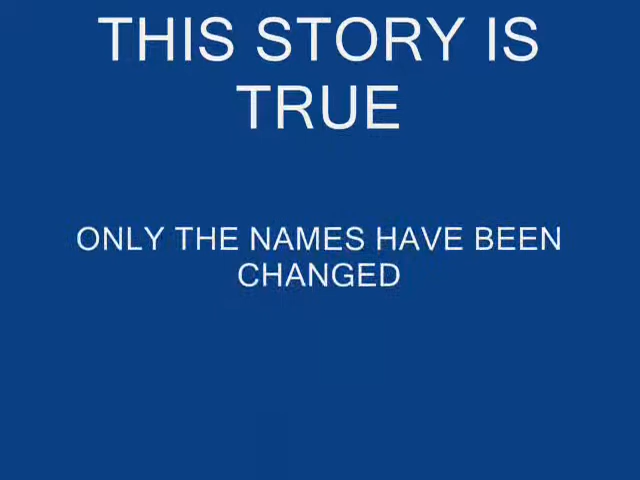 THIS STORY IS
TRUE
ONLY THE NAMES HAVE BEEN
CHANGED